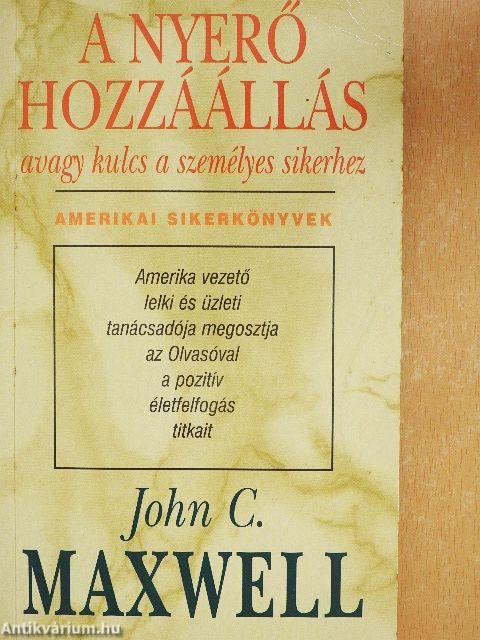 A NYERŐ
HOZZÁÁLLÁS
avagy kulcs a személyes sikerhez
AMERIKAI SIKERKÖNYVEK
Amerika vezető
lelki és üzleti
tanácsadója megosztja
az Olvasóval
a pozitív
életfelfogás
titkait
John C.
MAXWELL
Antikvárium.hu